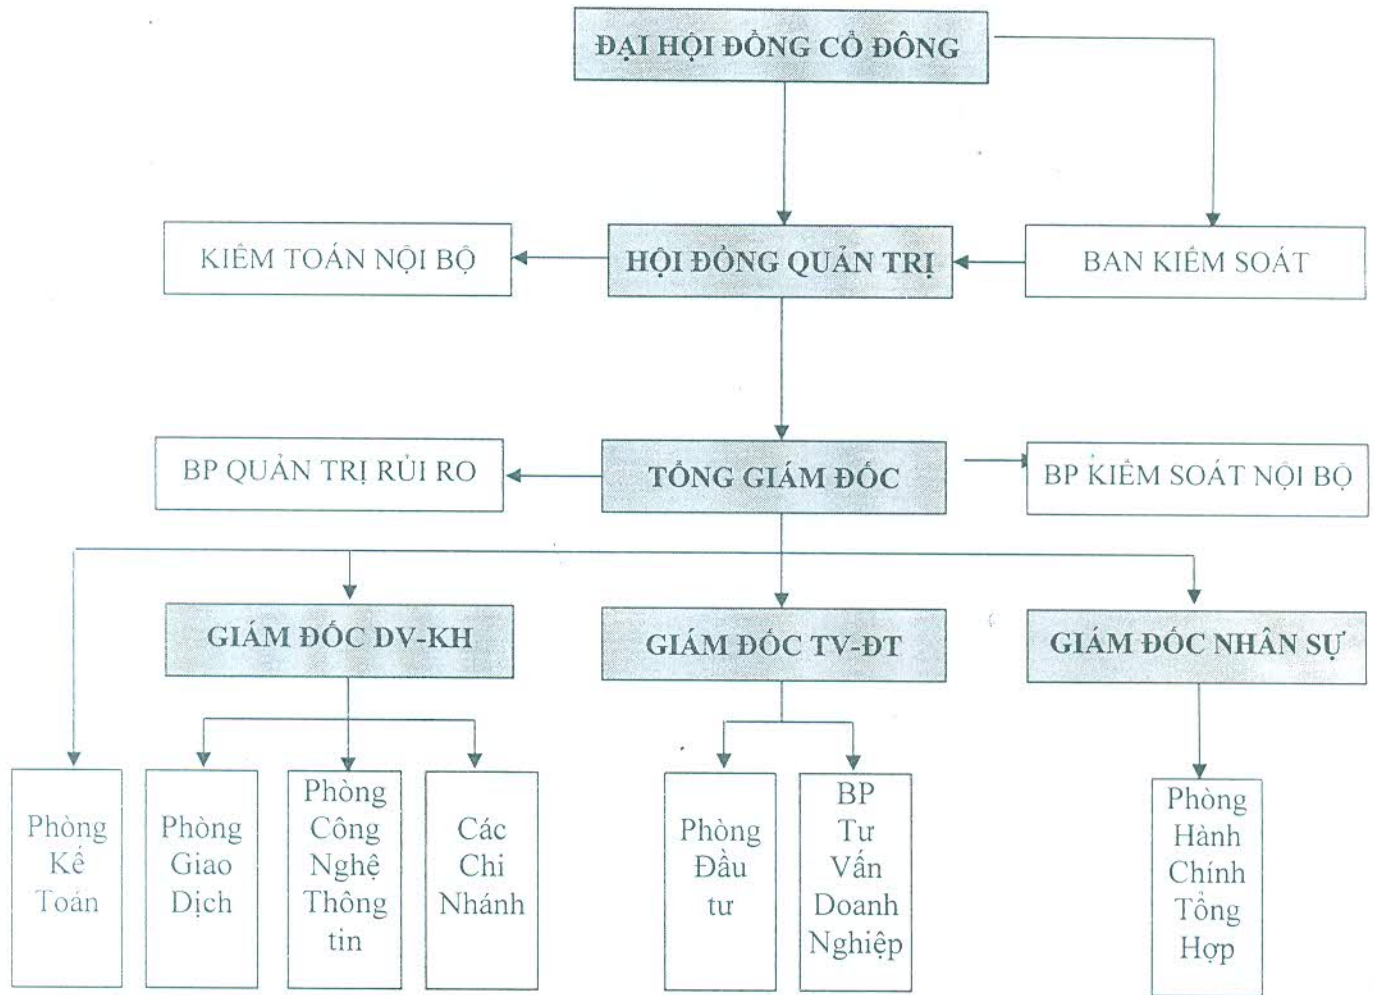 ĐẠI HỘI ĐỒNG CỔ ĐÔNG
KIỂM TOÁN NỘI BỘ
HỘI ĐỒNG QUẢN TRỊ
BAN KIỂM SOÁT
BP QUẢN TRỊ RỦI RO
TỔNG GIÁM ĐỐC
BP KIỂM SOÁT NỘI BỘ
GIÁM ĐỐC DV-KH
GIÁM ĐỐC TV-ĐT
GIÁM ĐỐC NHÂN SỰ
Phòng
Kế
Toán
Phòng
Giao
Dịch
Phòng
Công
Nghệ
Thông
tin
Các
Chi
Nhánh
Phòng
Đầu
tư
BP
Tư
Vấn
Doanh
Nghiệp
Phòng
Hành
Chính
Tổng
Hợp